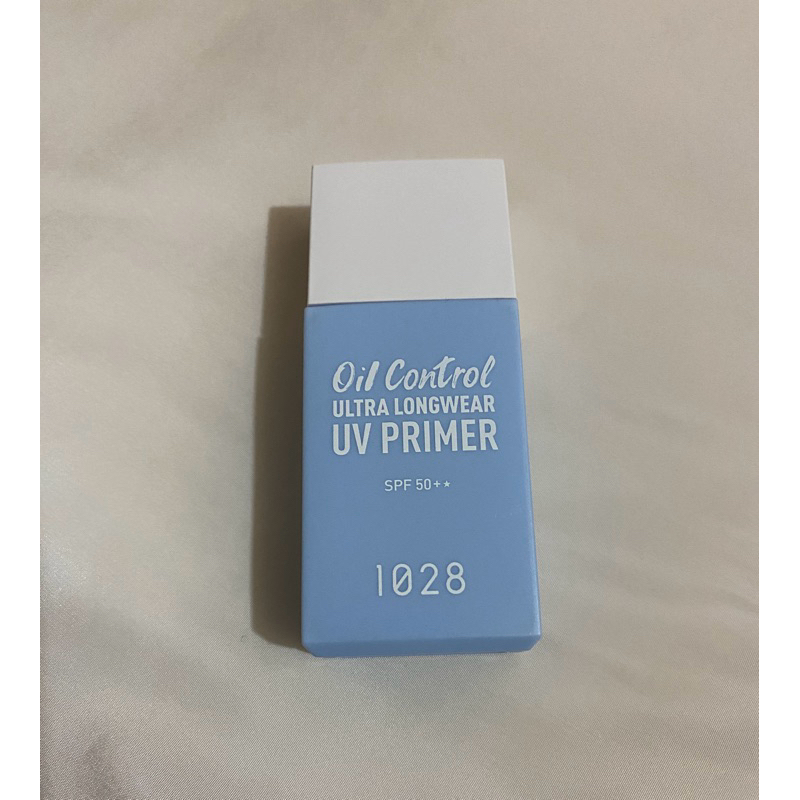 Oil Control
ULTRA LONGWEAR
UV PRIMER
SPF 50+★
1028